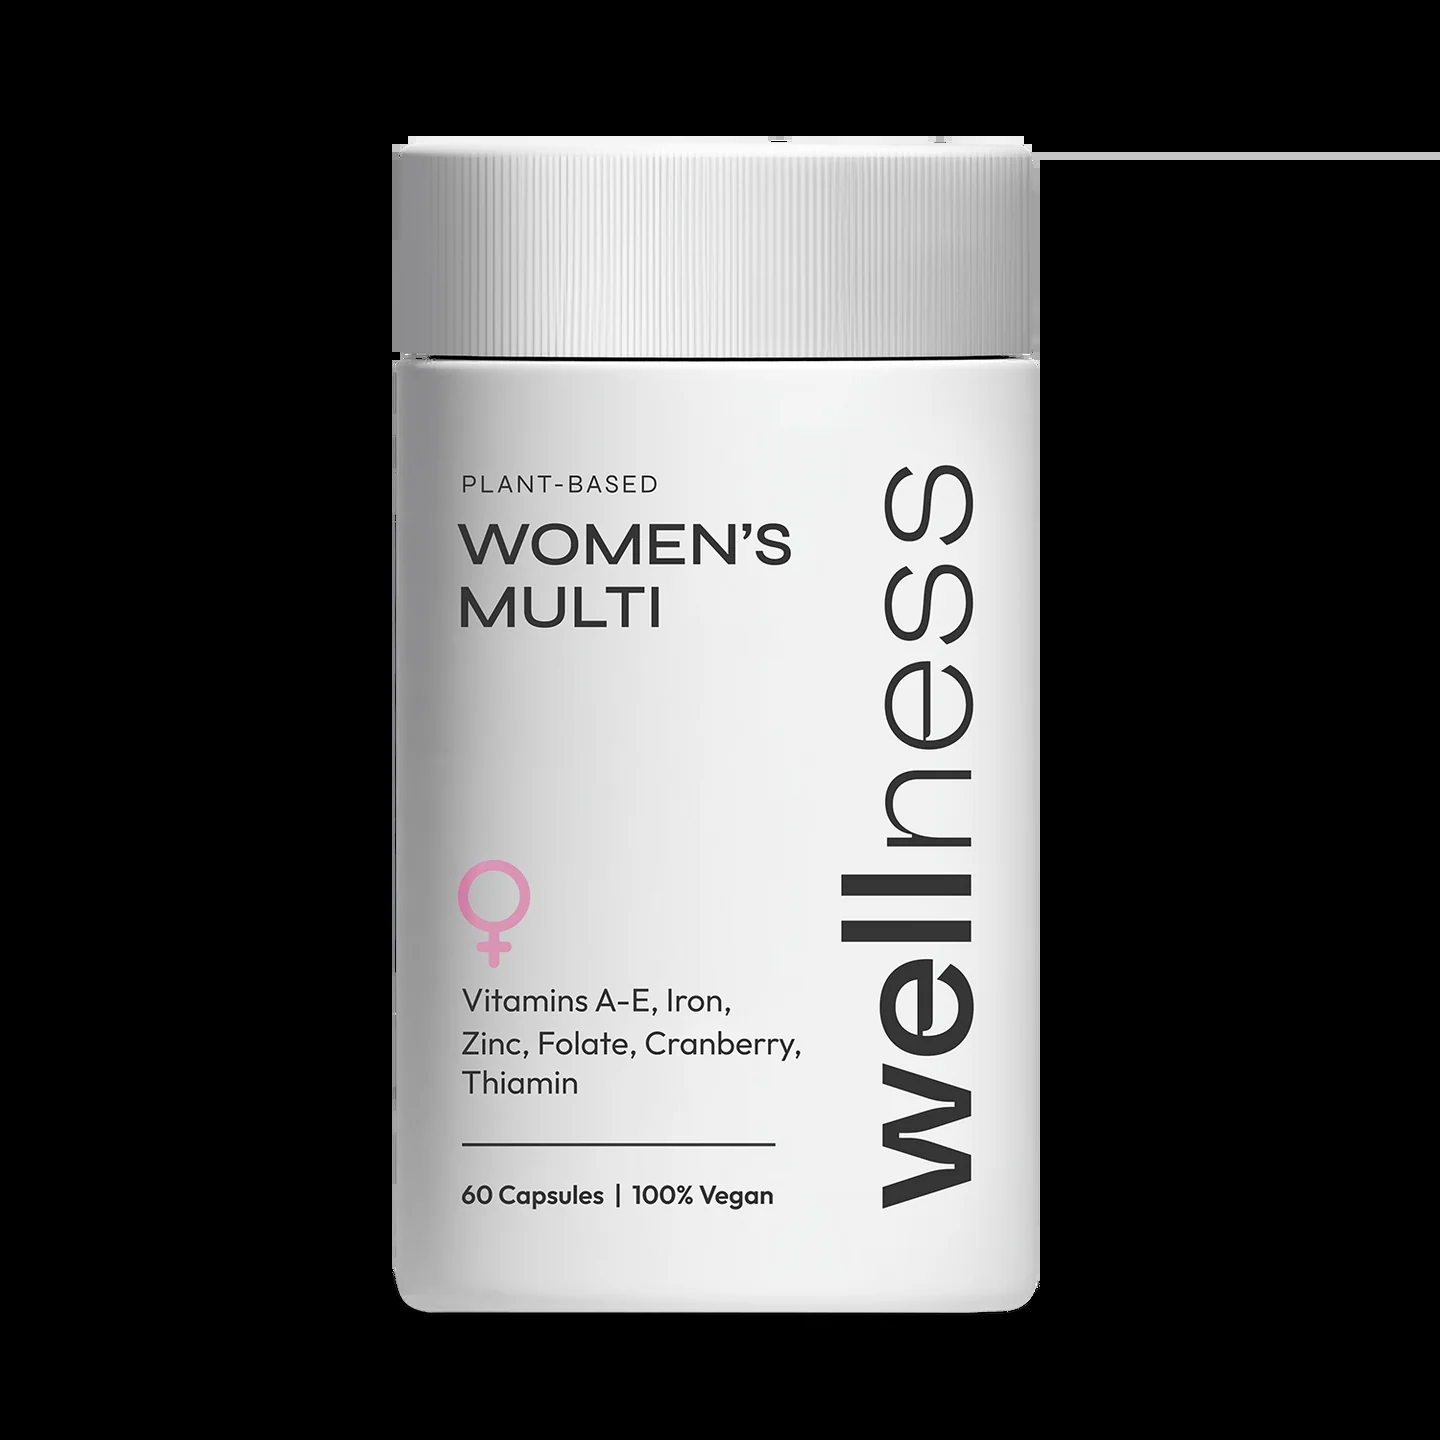 PLANT-BASED
WOMEN'S
MULTI
Vitamins A-E, Iron,
Zinc, Folate, Cranberry,
Thiamin
60 Capsules | 100% Vegan
wellness